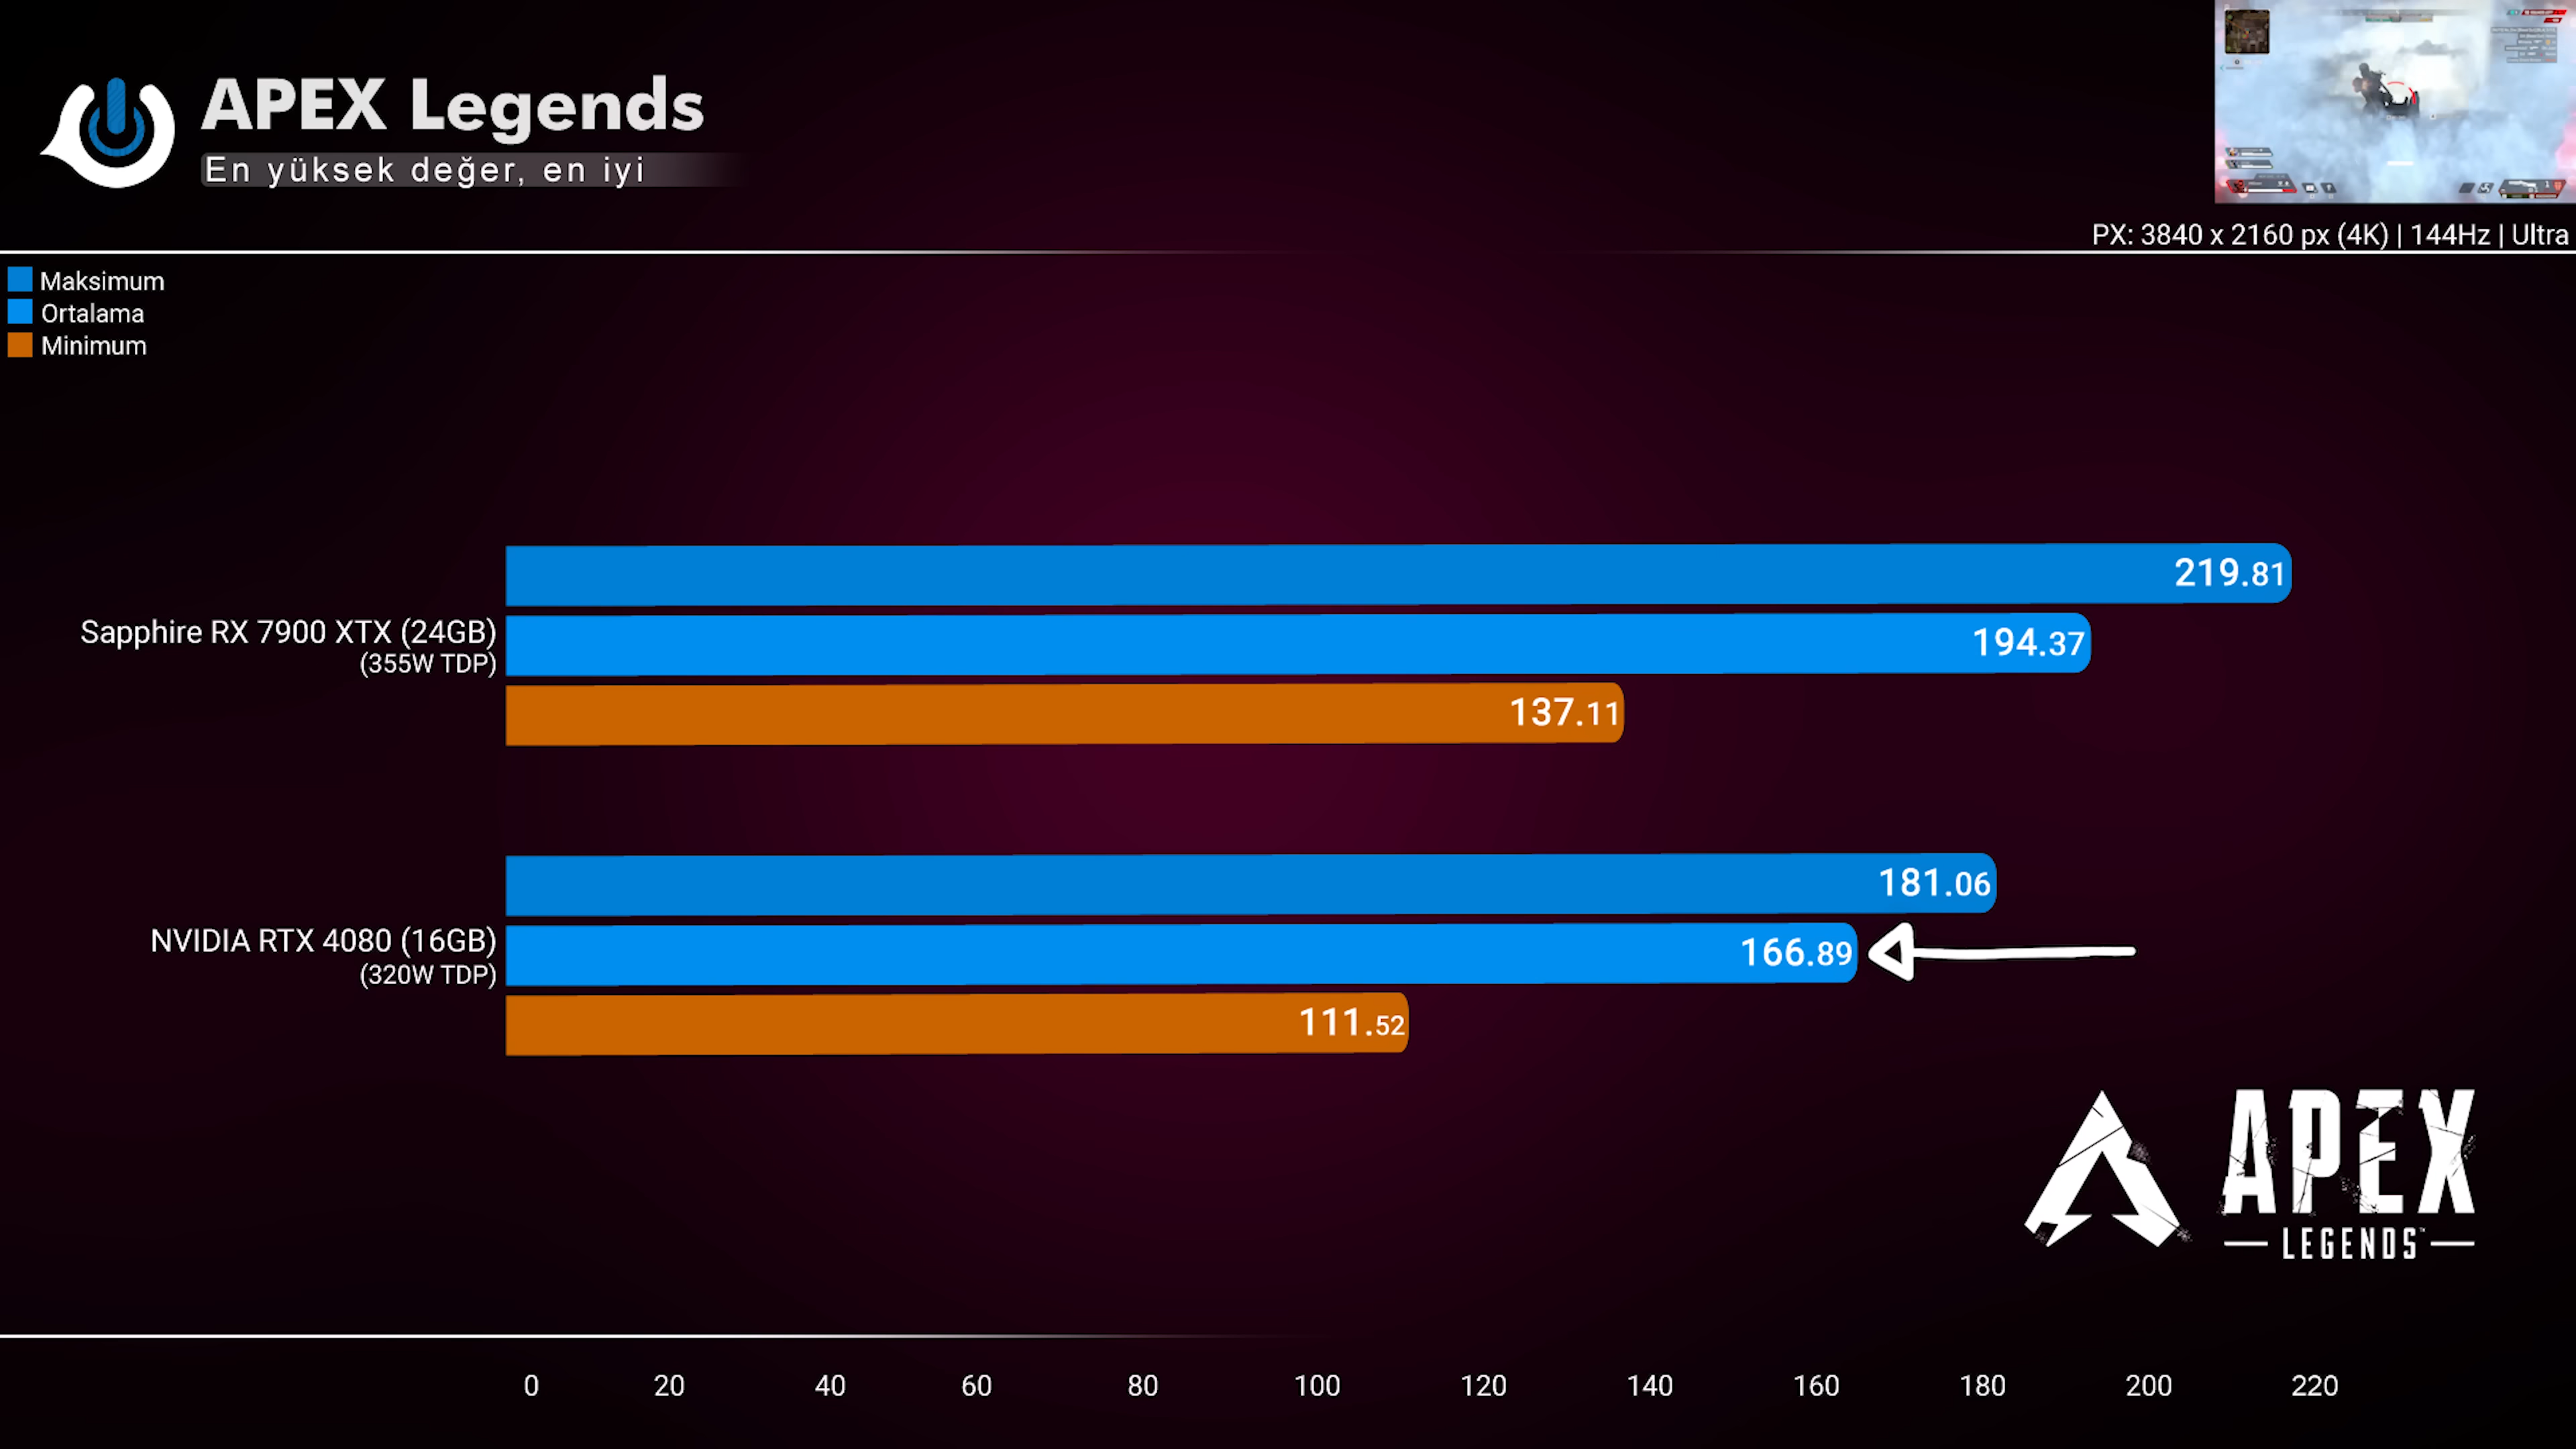 APEX Legends
En yüksek değer, en iyi
PX: 3840 x 2160 px (4K) | 144Hz | Ultra
Maksimum
Ortalama
Minimum
219.81
Sapphire RX 7900 XTX (24GB)
194.37
(355W TDP)
137.11
181.06
NVIDIA RTX 4080 (16GB)
166.89
(320W TDP)
111.52
APEX
LEGENDS™
0 20 40 60 80 100 120 140 160 180 200 220